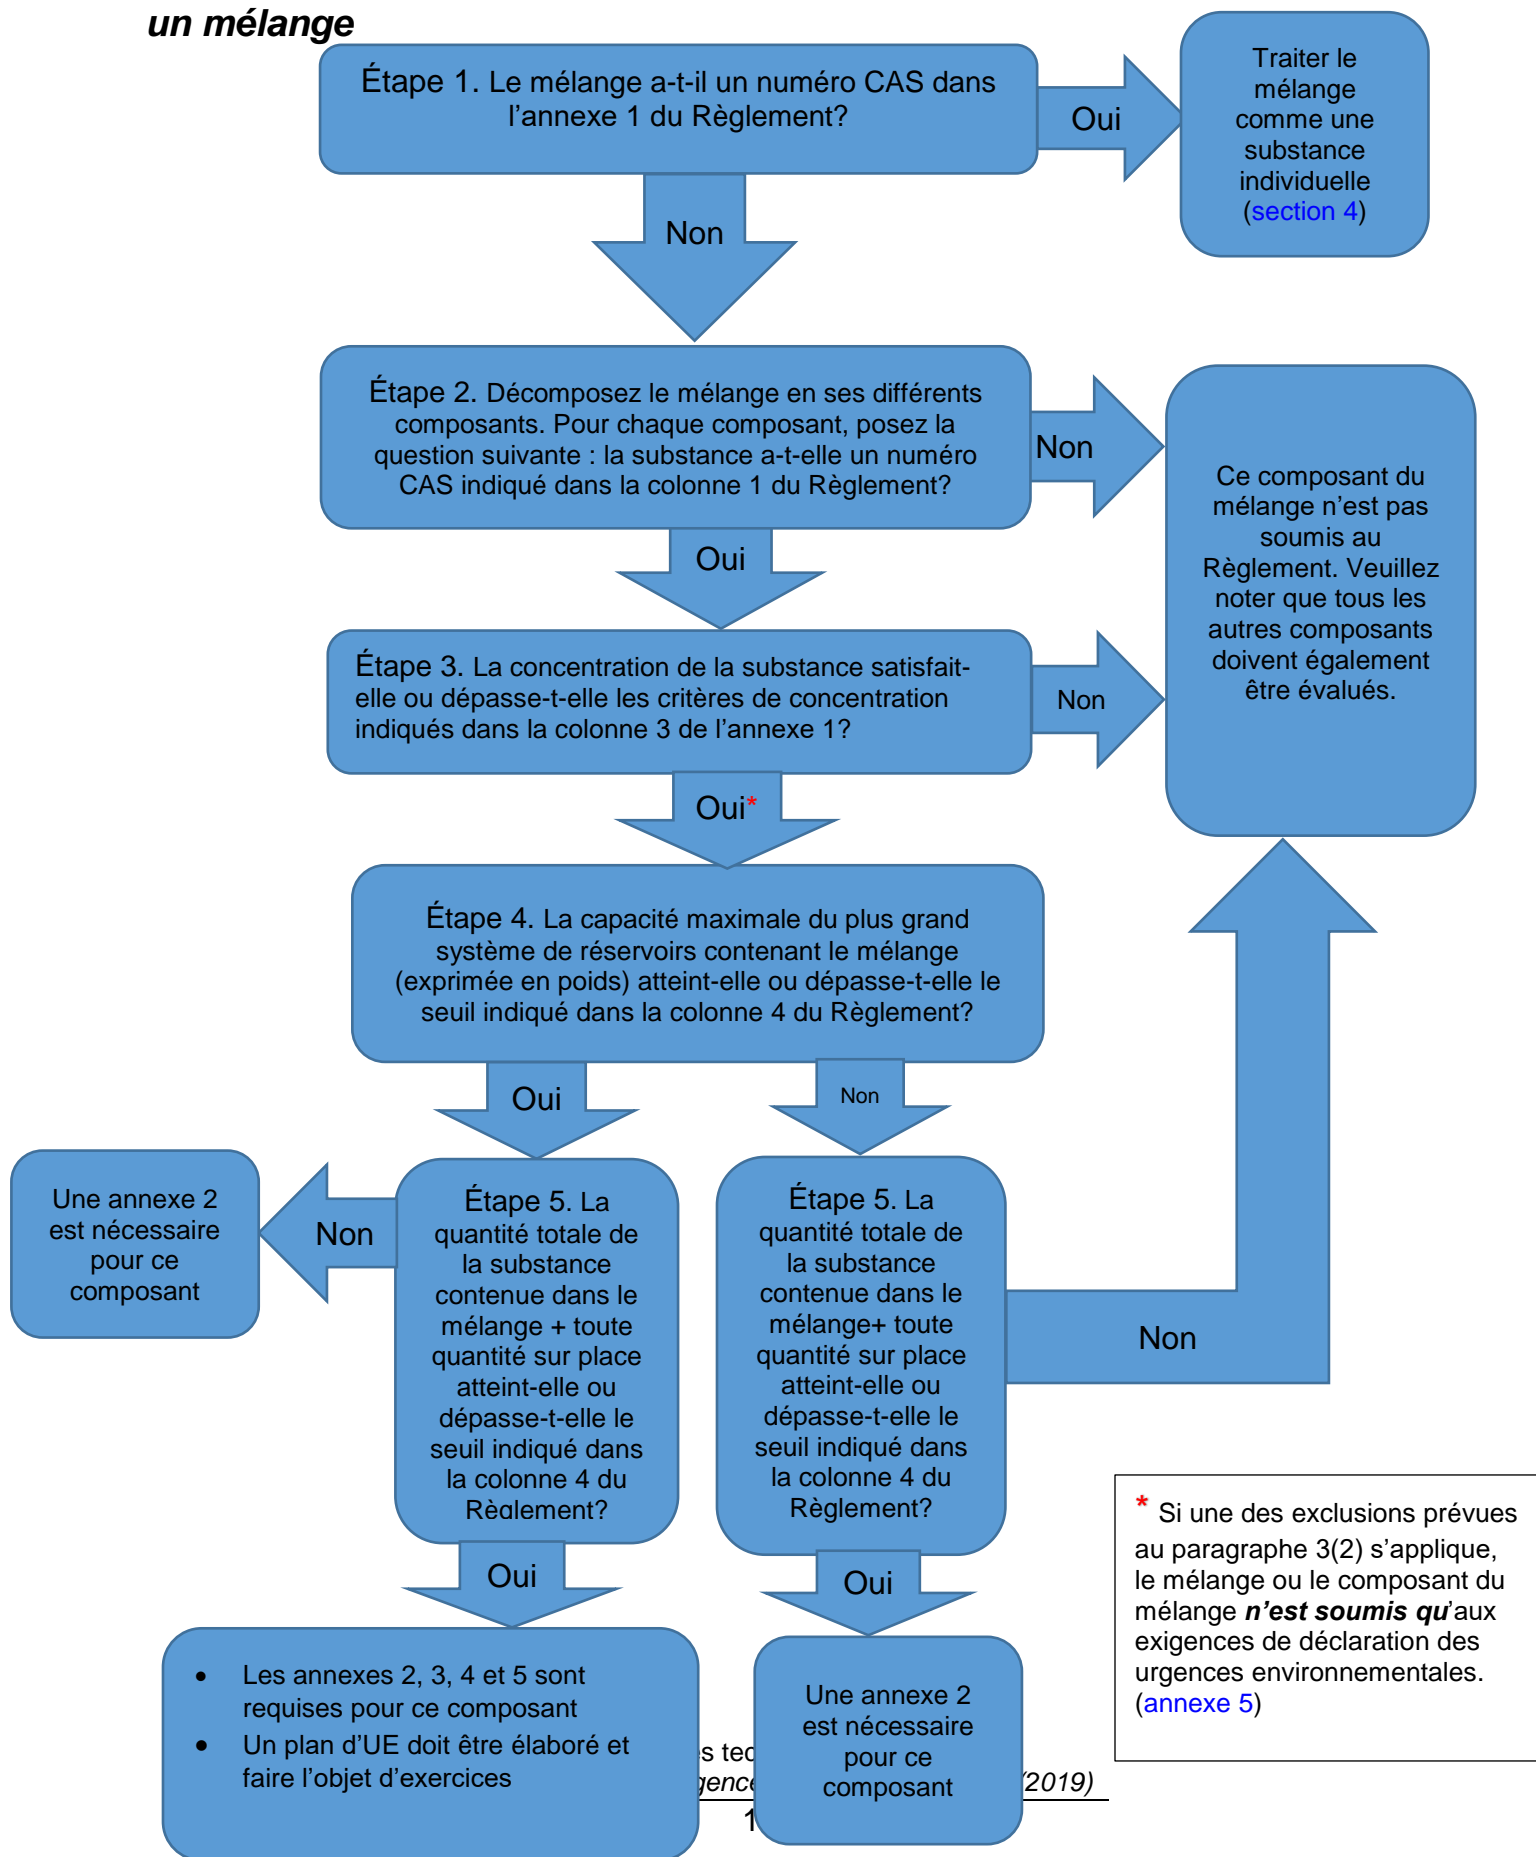 un mélange
Étape 1. Le mélange a-t-il un numéro CAS dans
l’annexe 1 du Règlement?
Oui
Traiter le
mélange
comme une
substance
individuelle
(section 4)
Non
Étape 2. Décomposez le mélange en ses différents
composants. Pour chaque composant, posez la
question suivante : la substance a-t-elle un numéro
CAS indiqué dans la colonne 1 du Règlement?
Non
Ce composant du
mélange n’est pas
soumis au
Règlement. Veuillez
noter que tous les
autres composants
doivent également
être évalués.
Oui
Étape 3. La concentration de la substance satisfait-
elle ou dépasse-t-elle les critères de concentration
indiqués dans la colonne 3 de l’annexe 1?
Non
Oui*
Étape 4. La capacité maximale du plus grand
système de réservoirs contenant le mélange
(exprimée en poids) atteint-elle ou dépasse-t-elle le
seuil indiqué dans la colonne 4 du Règlement?
Oui
Non
Une annexe 2
est nécessaire
pour ce
composant
Non
Étape 5. La
quantité totale de
la substance
contenue dans le
mélange + toute
quantité sur place
atteint-elle ou
dépasse-t-elle le
seuil indiqué dans
la colonne 4 du
Règlement?
Étape 5. La
quantité totale de
la substance
contenue dans le
mélange+ toute
quantité sur place
atteint-elle ou
dépasse-t-elle le
seuil indiqué dans
la colonne 4 du
Règlement?
Non
Oui
Oui
* Si une des exclusions prévues
au paragraphe 3(2) s’applique,
le mélange ou le composant du
mélange n’est soumis qu’aux
exigences de déclaration des
urgences environnementales.
(annexe 5)
• Les annexes 2, 3, 4 et 5 sont
requises pour ce composant
• Un plan d’UE doit être élaboré et
faire l’objet d’exercices
Une annexe 2
est nécessaire
pour ce
composant
(2019)